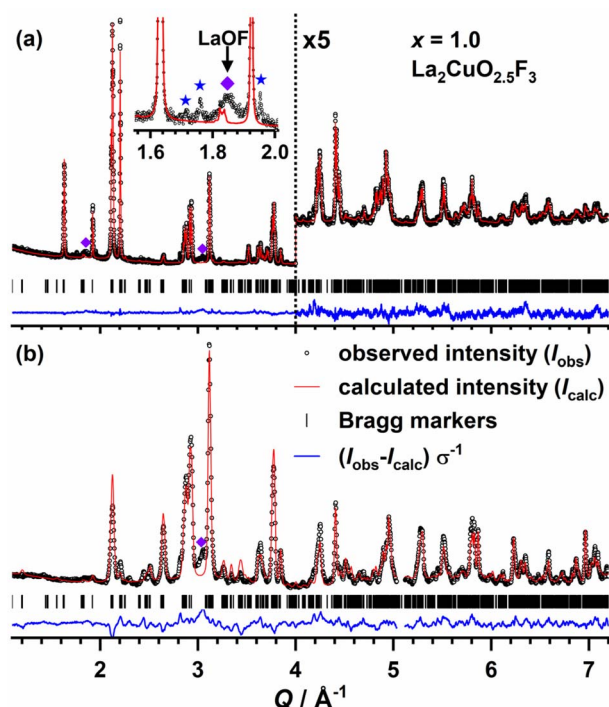 (a)
LaOF
x5
x = 1.0
La₂CuO₂.₅F₃
1.6 1.8 2.0
(b)
observed intensity (Iobs)
calculated intensity (Icalc)
Bragg markers
(Iobs-Icalc) σ⁻¹
2 3 4 5 6 7
Q / Å⁻¹